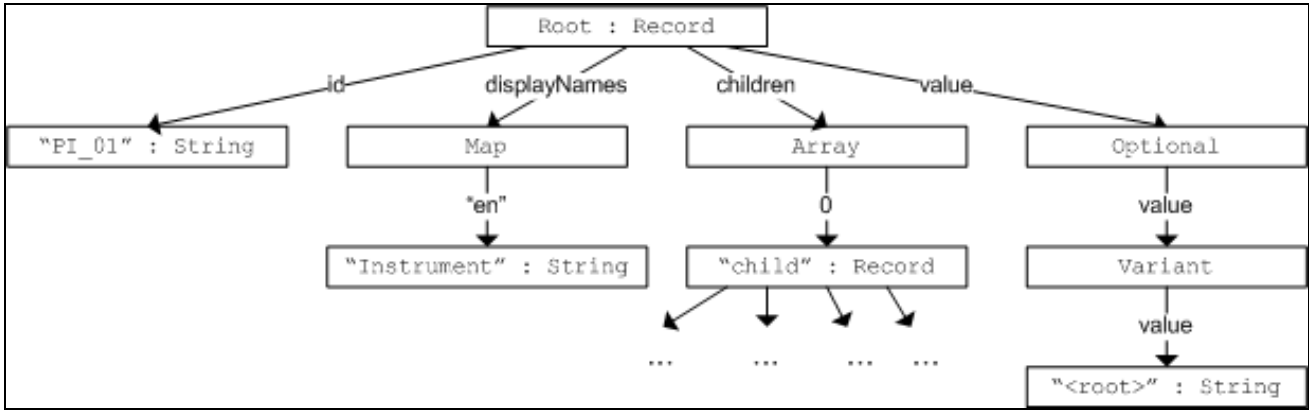 Root : Record
id displayNames children value
“PI_01” : String Map Array Optional
“en” 0 value
“Instrument” : String “child” : Record Variant
value
... ... ... ...
“<root>” : String